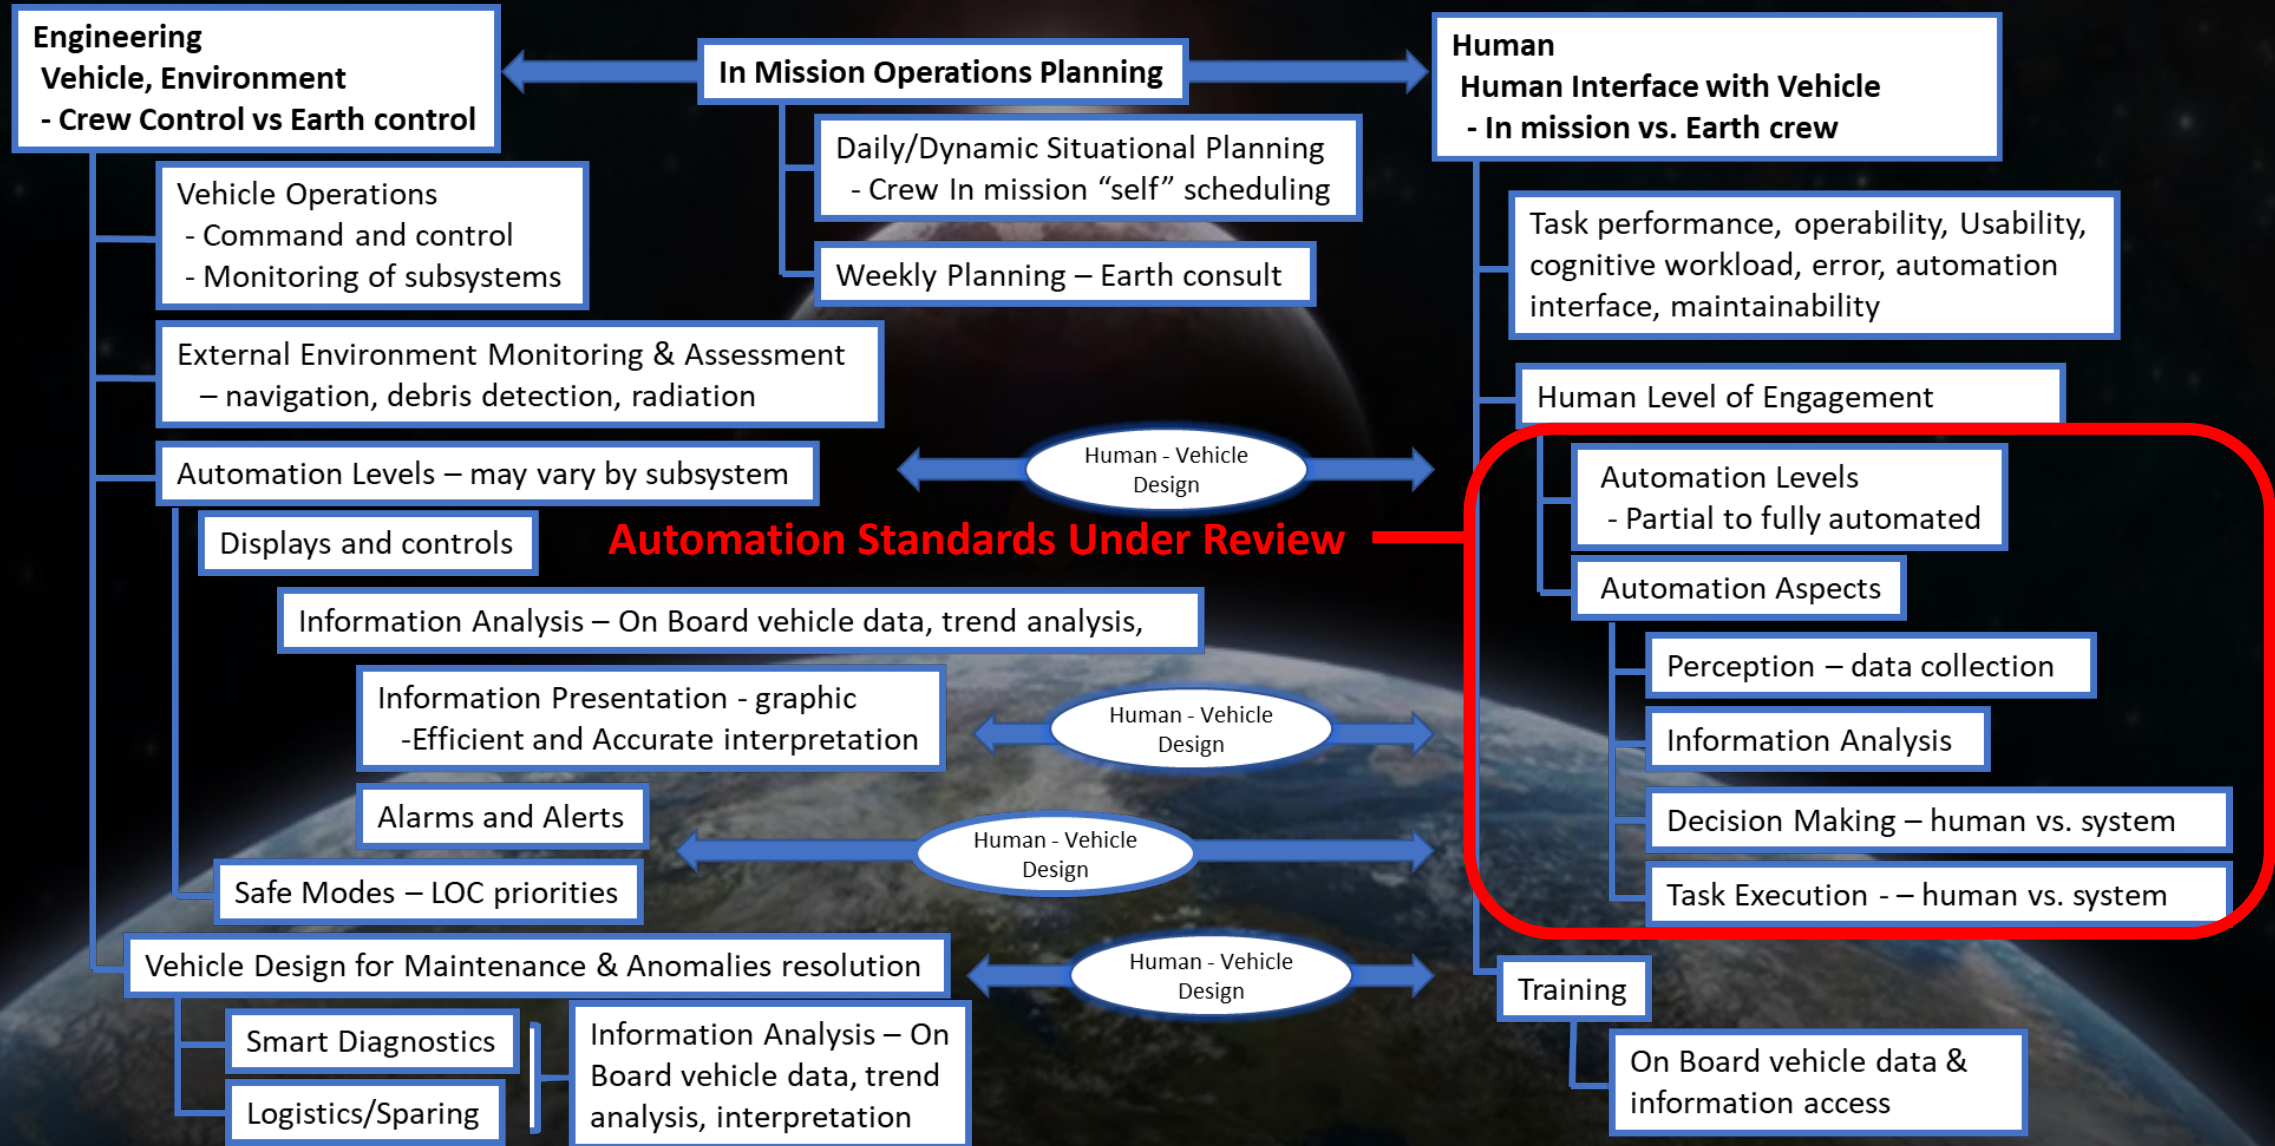 Engineering
Vehicle, Environment
- Crew Control vs Earth control
In Mission Operations Planning
Human
Human Interface with Vehicle
- In mission vs. Earth crew
Vehicle Operations
- Command and control
- Monitoring of subsystems
External Environment Monitoring & Assessment
– navigation, debris detection, radiation
Automation Levels – may vary by subsystem
Displays and controls
Information Analysis – On Board vehicle data, trend analysis,
Information Presentation - graphic
-Efficient and Accurate interpretation
Alarms and Alerts
Safe Modes – LOC priorities
Vehicle Design for Maintenance & Anomalies resolution
Smart Diagnostics
Logistics/Sparing
Information Analysis – On
Board vehicle data, trend
analysis, interpretation
Daily/Dynamic Situational Planning
- Crew In mission “self” scheduling
Weekly Planning – Earth consult
Human - Vehicle
Design
Automation Standards Under Review
Human - Vehicle
Design
Human - Vehicle
Design
Human - Vehicle
Design
Task performance, operability, Usability,
cognitive workload, error, automation
interface, maintainability
Human Level of Engagement
Automation Levels
- Partial to fully automated
Automation Aspects
Perception – data collection
Information Analysis
Decision Making – human vs. system
Task Execution - – human vs. system
Training
On Board vehicle data &
information access